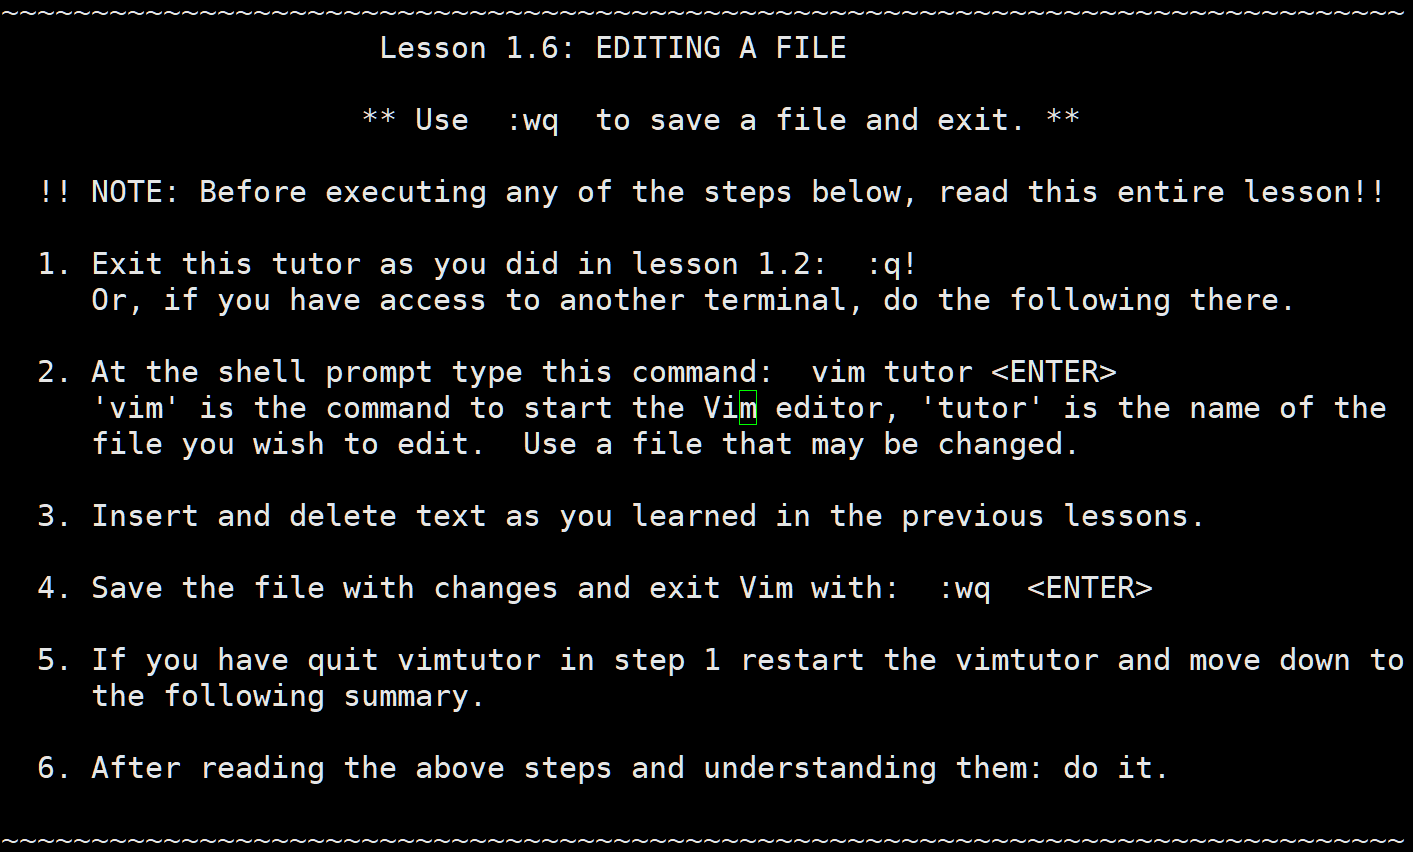 ~~~~~~~~~~~~~~~~~~~~~~~~~~~~~~~~~~~~~~~~~~~~~~~~~~~~~~~~~~~~~~~~~~~~~~~~~~~~~~
Lesson 1.6: EDITING A FILE
** Use  :wq  to save a file and exit. **
!! NOTE: Before executing any of the steps below, read this entire lesson!!
1. Exit this tutor as you did in lesson 1.2:  :q!
Or, if you have access to another terminal, do the following there.
2. At the shell prompt type this command:  vim tutor <ENTER>
'vim' is the command to start the Vim editor, 'tutor' is the name of the
file you wish to edit.  Use a file that may be changed.
3. Insert and delete text as you learned in the previous lessons.
4. Save the file with changes and exit Vim with:  :wq  <ENTER>
5. If you have quit vimtutor in step 1 restart the vimtutor and move down to
the following summary.
6. After reading the above steps and understanding them: do it.
~~~~~~~~~~~~~~~~~~~~~~~~~~~~~~~~~~~~~~~~~~~~~~~~~~~~~~~~~~~~~~~~~~~~~~~~~~~~~~